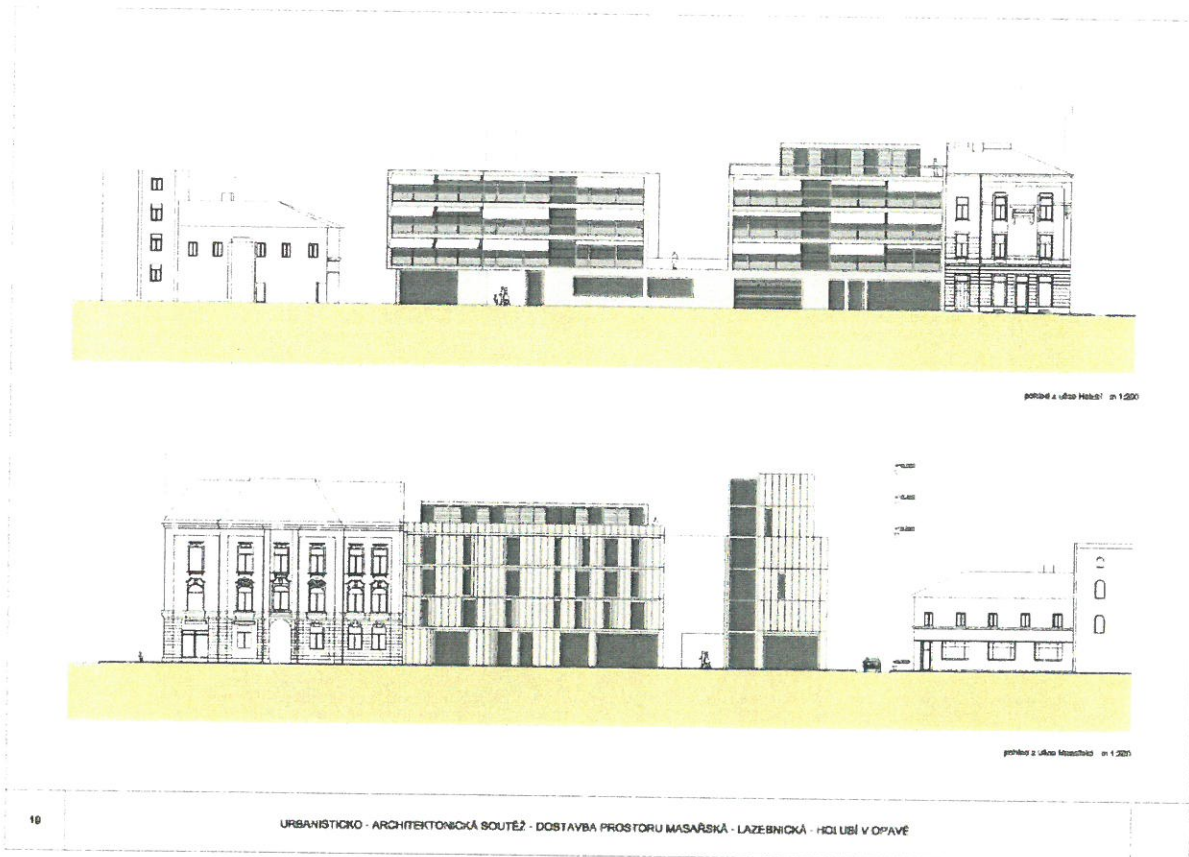 pohled z ulice Holubí m 1:200
pohled z ulice Masařská m 1:200
19 URBANISTICKO - ARCHITEKTONICKÁ SOUTĚŽ - DOSTAVBA PROSTORU MASAŘSKÁ - LAZEBNICKÁ - HOLUBÍ V OPAVĚ